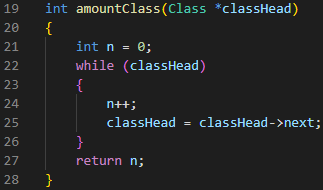 19 int amountClass(Class *classHead)
20 {
21     int n = 0;
22     while (classHead)
23     {
24         n++;
25         classHead = classHead->next;
26     }
27     return n;
28 }